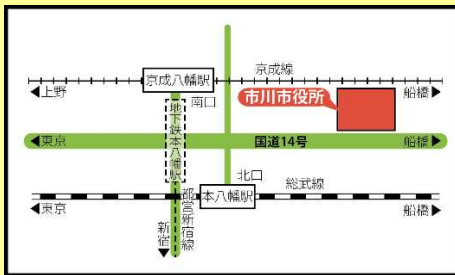 京成八幡駅
京成線
◀上野
南口
市川市役所
船橋▶
地下鉄本八幡駅
◀東京
国道14号
船橋▶
北口
本八幡駅
総武線
◀東京
都営新宿線
船橋▶
新宿